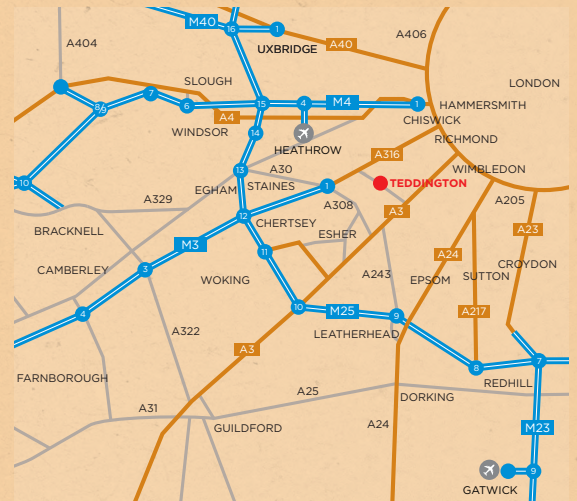 M40
16
1
A406
A404
UXBRIDGE
A40
SLOUGH
LONDON
7
8/9
6
15
4
M4
1
HAMMERSMITH
A4
CHISWICK
WINDSOR
14
HEATHROW
RICHMOND
A316
13
A30
WIMBLEDON
10
EGHAM
STAINES
1
TEDDINGTON
A329
A308
A3
A205
12
CHERTSEY
BRACKNELL
ESHER
A23
M3
11
A24
CAMBERLEY
3
WOKING
A243
EPSOM
SUTTON
CROYDON
10
M25
9
A217
4
A322
LEATHERHEAD
A3
8
7
FARNBOROUGH
REDHILL
A25
DORKING
A31
GUILDFORD
A24
M23
9
GATWICK